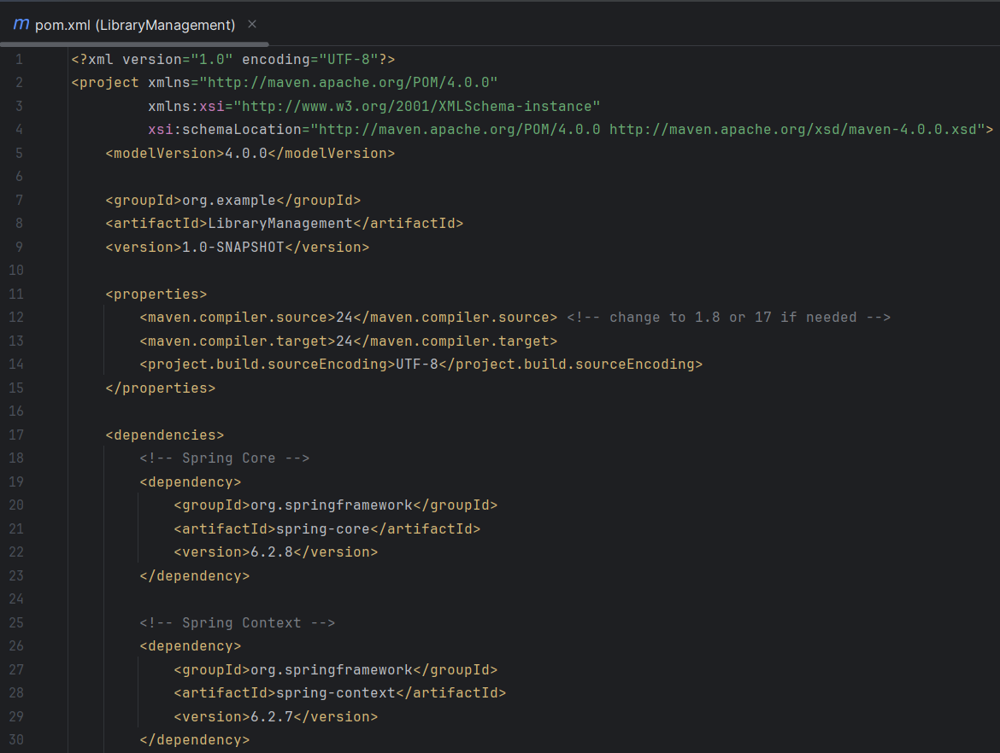 m pom.xml (LibraryManagement) ×
1 <?xml version="1.0" encoding="UTF-8"?>
2 <project xmlns="http://maven.apache.org/POM/4.0.0"
3          xmlns:xsi="http://www.w3.org/2001/XMLSchema-instance"
4          xsi:schemaLocation="http://maven.apache.org/POM/4.0.0 http://maven.apache.org/xsd/maven-4.0.0.xsd">
5     <modelVersion>4.0.0</modelVersion>
6
7     <groupId>org.example</groupId>
8     <artifactId>LibraryManagement</artifactId>
9     <version>1.0-SNAPSHOT</version>
10
11     <properties>
12         <maven.compiler.source>24</maven.compiler.source> <!-- change to 1.8 or 17 if needed -->
13         <maven.compiler.target>24</maven.compiler.target>
14         <project.build.sourceEncoding>UTF-8</project.build.sourceEncoding>
15     </properties>
16
17     <dependencies>
18         <!-- Spring Core -->
19         <dependency>
20             <groupId>org.springframework</groupId>
21             <artifactId>spring-core</artifactId>
22             <version>6.2.8</version>
23         </dependency>
24
25         <!-- Spring Context -->
26         <dependency>
27             <groupId>org.springframework</groupId>
28             <artifactId>spring-context</artifactId>
29             <version>6.2.7</version>
30         </dependency>